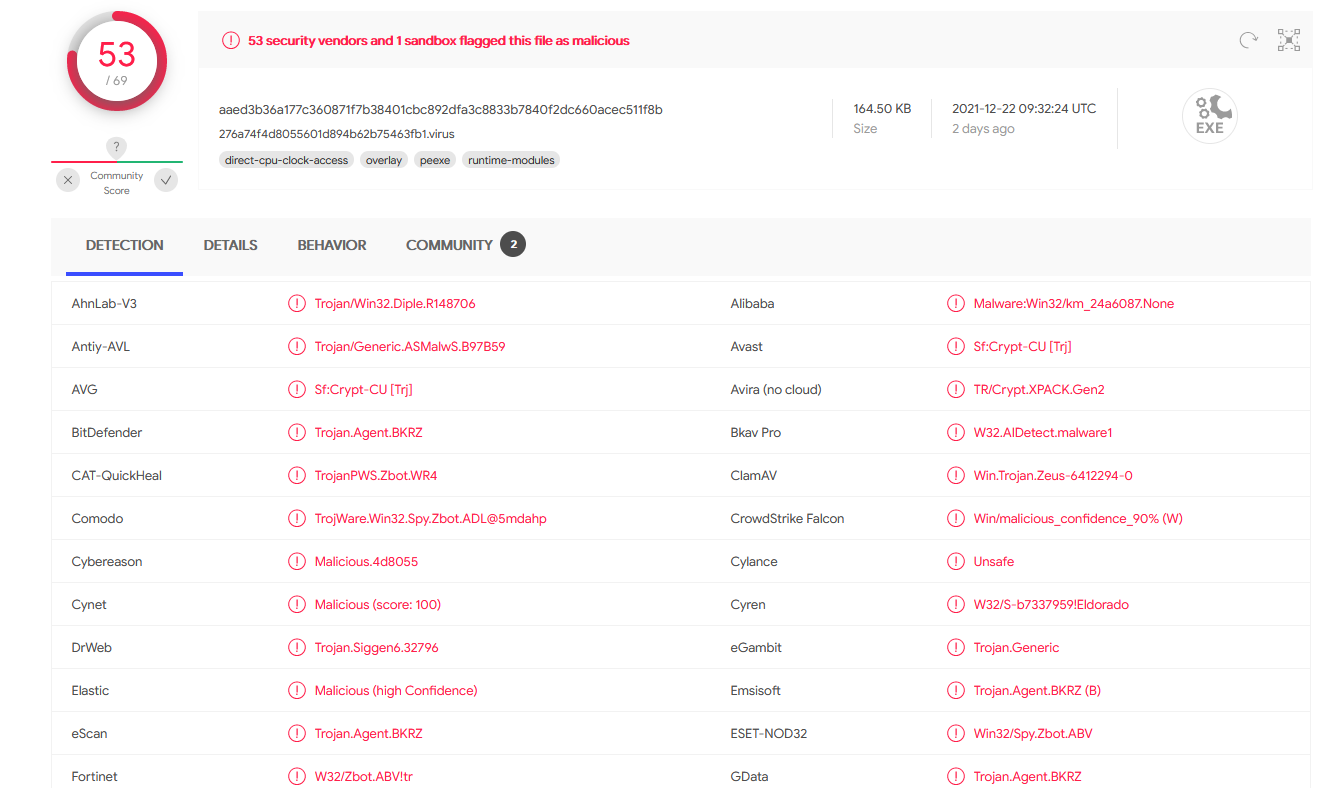 53
/ 69
53 security vendors and 1 sandbox flagged this file as malicious
aaed3b36a177c360871f7b38401cbc892dfa3c8833b7840f2dc660acec511f8b
276a74f4d8055601d894b62b75463fb1.virus
direct-cpu-clock-access overlay peexe runtime-modules
164.50 KB
Size
2021-12-22 09:32:24 UTC
2 days ago
EXE
?
Community
Score
DETECTION DETAILS BEHAVIOR COMMUNITY 2
AhnLab-V3 Trojan/Win32.Diple.R148706 Alibaba Malware:Win32/km_24a6087.None
Antiy-AVL Trojan/Generic.ASMalwS.B97B59 Avast Sf:Crypt-CU [Trj]
AVG Sf:Crypt-CU [Trj] Avira (no cloud) TR/Crypt.XPACK.Gen2
BitDefender Trojan.Agent.BKRZ Bkav Pro W32.AIDetect.malware1
CAT-QuickHeal TrojanPWS.Zbot.WR4 ClamAV Win.Trojan.Zeus-6412294-0
Comodo TrojWare.Win32.Spy.Zbot.ADL@5mdahp CrowdStrike Falcon Win/malicious_confidence_90% (W)
Cybereason Malicious.4d8055 Cylance Unsafe
Cynet Malicious (score: 100) Cyren W32/S-b7337959!Eldorado
DrWeb Trojan.Siggen6.32796 eGambit Trojan.Generic
Elastic Malicious (high Confidence) Emsisoft Trojan.Agent.BKRZ (B)
eScan Trojan.Agent.BKRZ ESET-NOD32 Win32/Spy.Zbot.ABV
Fortinet W32/Zbot.ABV!tr GData Trojan.Agent.BKRZ